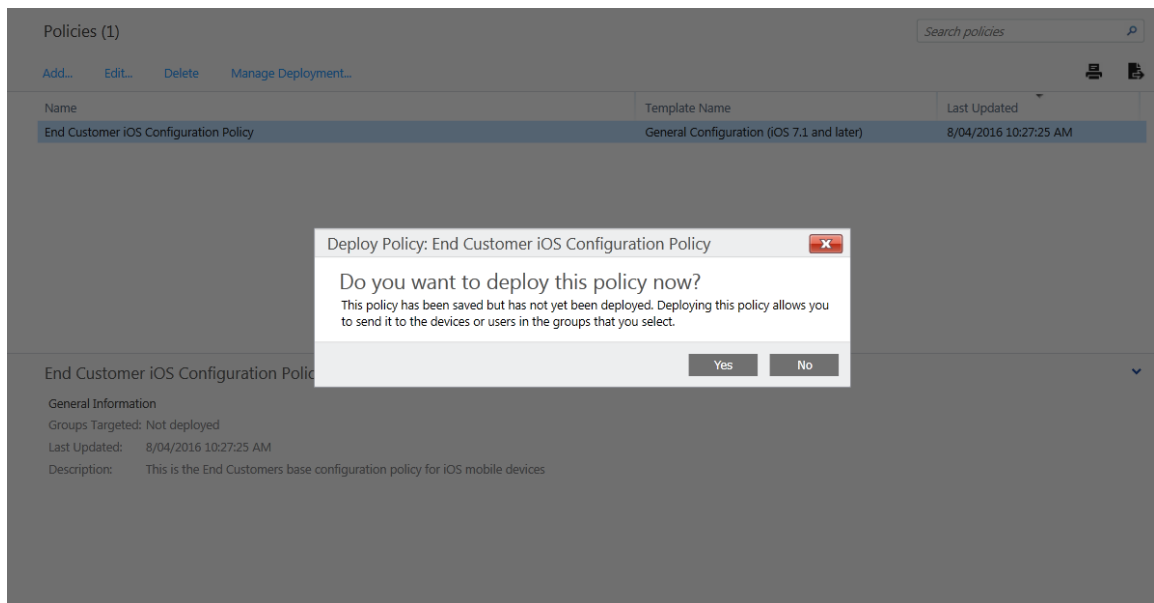 Policies (1)
Search policies
Add... Edit... Delete Manage Deployment...
Name Template Name Last Updated
End Customer iOS Configuration Policy General Configuration (iOS 7.1 and later) 8/04/2016 10:27:25 AM
Deploy Policy: End Customer iOS Configuration Policy
Do you want to deploy this policy now?
This policy has been saved but has not yet been deployed. Deploying this policy allows you
to send it to the devices or users in the groups that you select.
Yes No
End Customer iOS Configuration Polic
General Information
Groups Targeted: Not deployed
Last Updated: 8/04/2016 10:27:25 AM
Description: This is the End Customers base configuration policy for iOS mobile devices